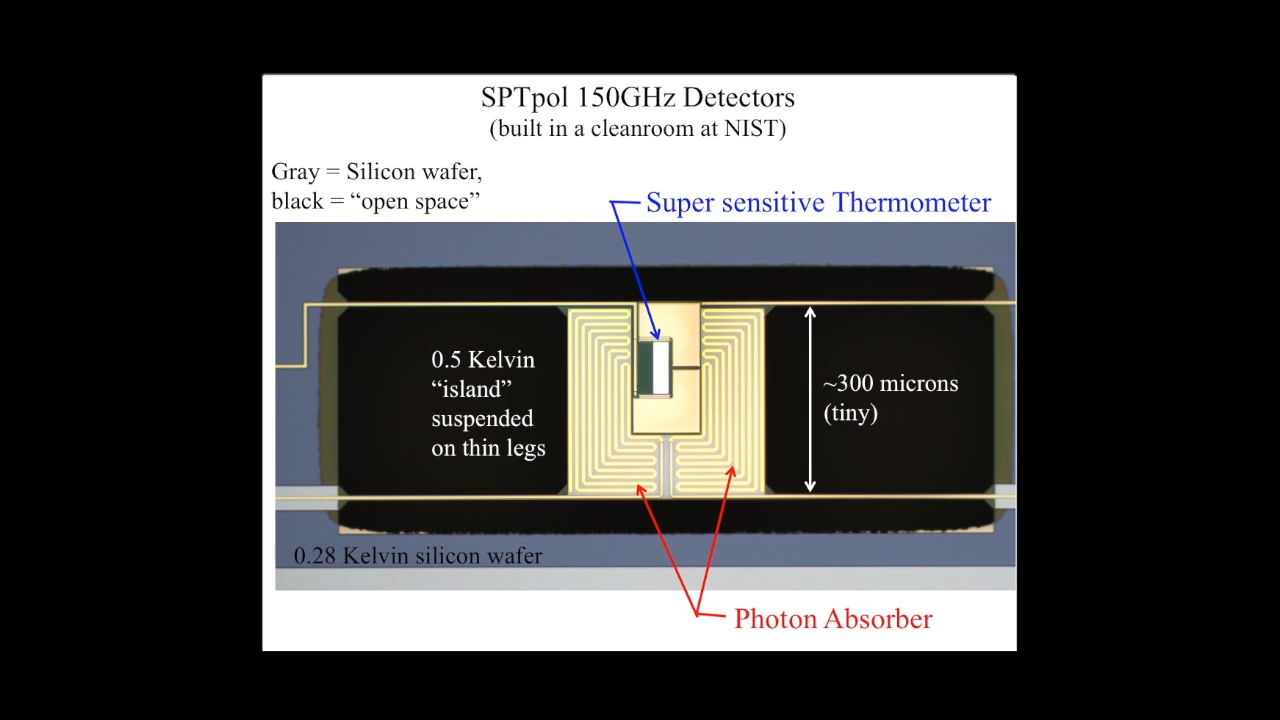 SPTpol 150GHz Detectors
(built in a cleanroom at NIST)
Gray = Silicon wafer,
black = “open space”
Super sensitive Thermometer
0.5 Kelvin
“island”
suspended
on thin legs
~300 microns
(tiny)
0.28 Kelvin silicon wafer
Photon Absorber